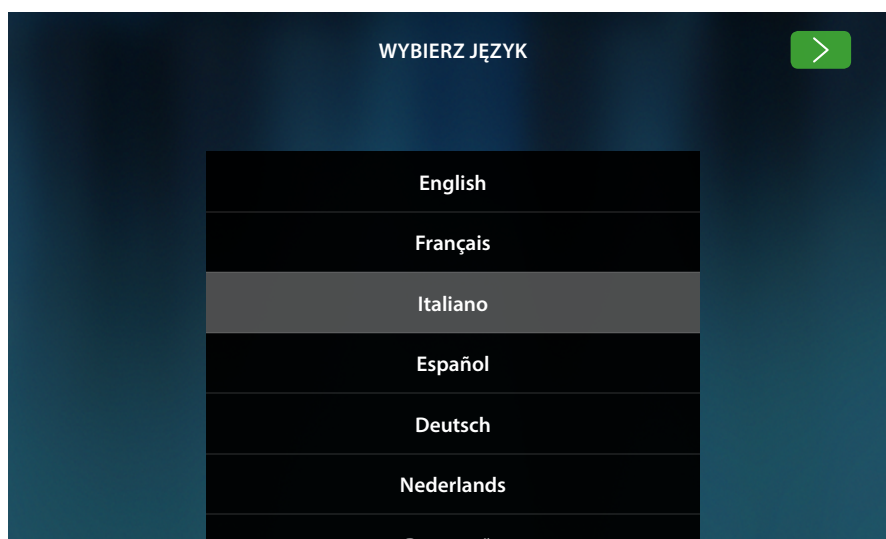 WYBIERZ JĘZYK
English
Français
Italiano
Español
Deutsch
Nederlands